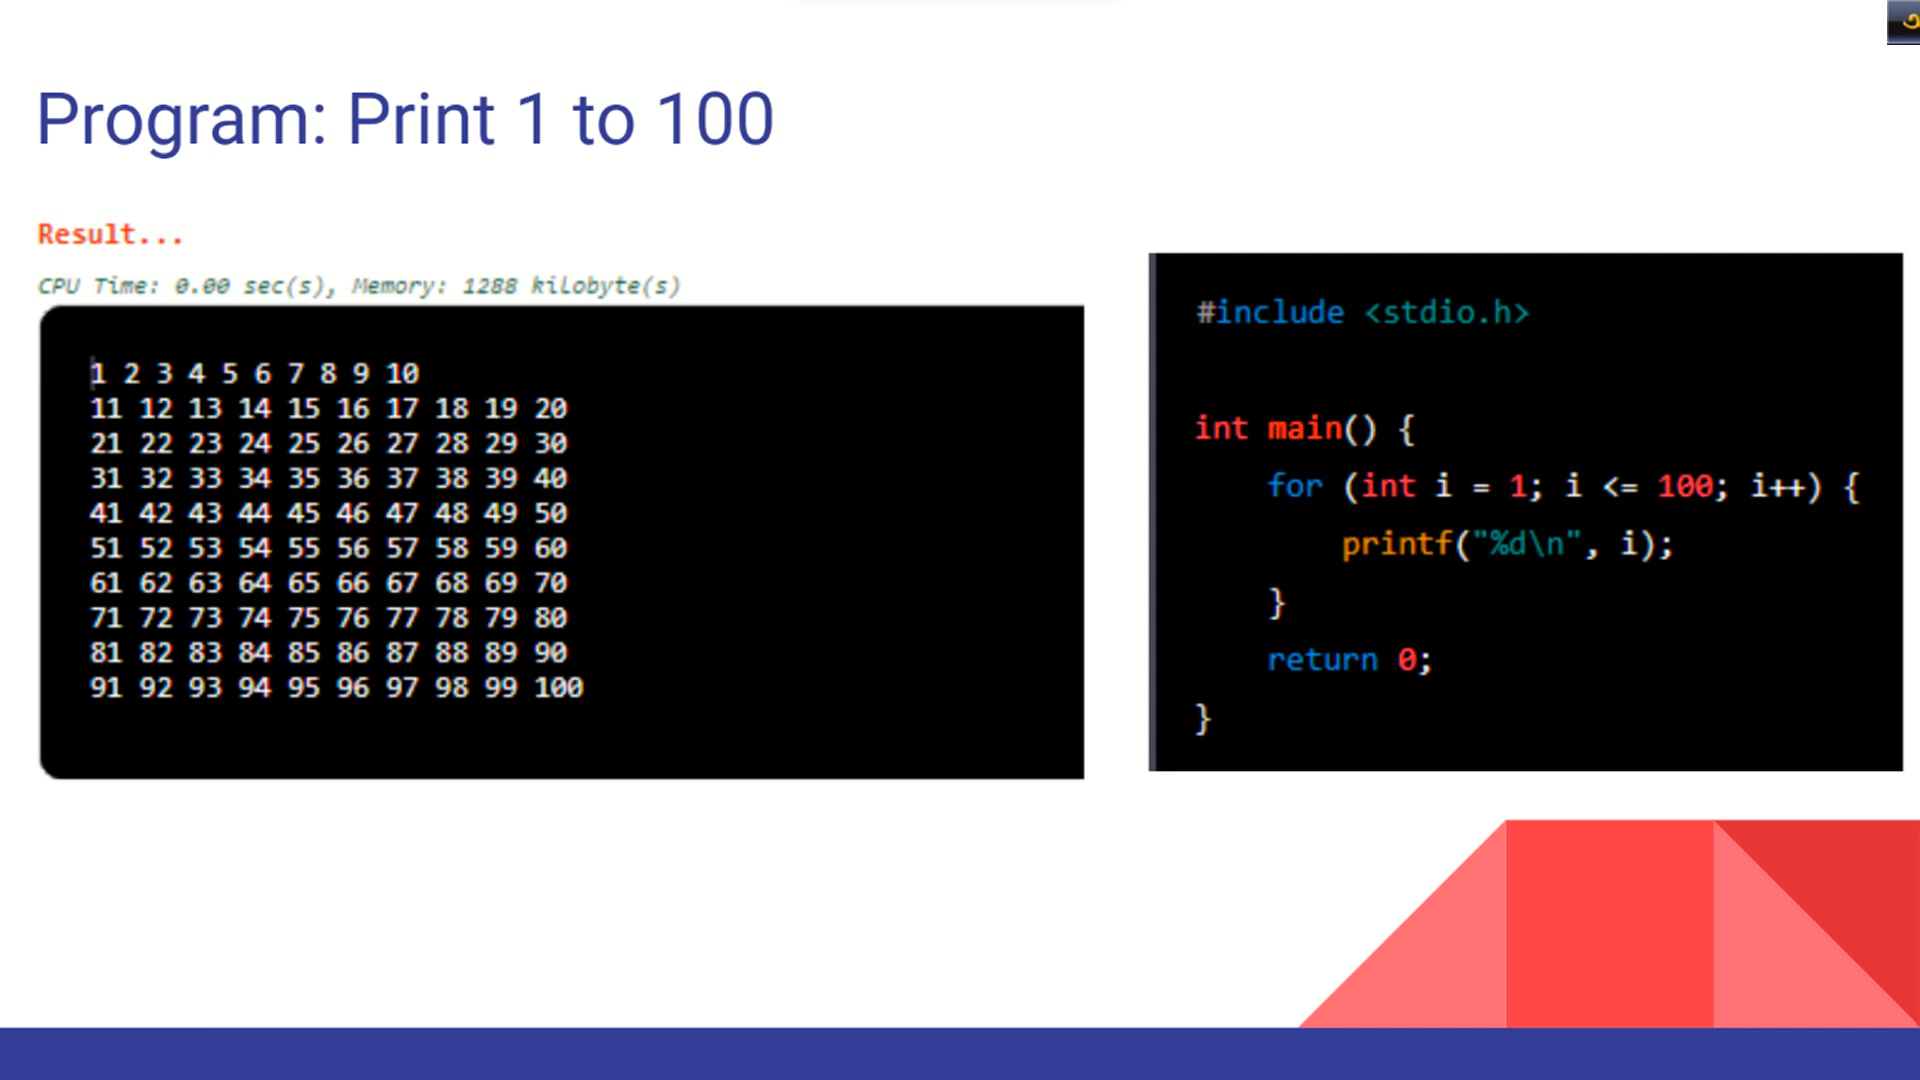 Program: Print 1 to 100
Result...
CPU Time: 0.00 sec(s), Memory: 1288 kilobyte(s)
1 2 3 4 5 6 7 8 9 10
11 12 13 14 15 16 17 18 19 20
21 22 23 24 25 26 27 28 29 30
31 32 33 34 35 36 37 38 39 40
41 42 43 44 45 46 47 48 49 50
51 52 53 54 55 56 57 58 59 60
61 62 63 64 65 66 67 68 69 70
71 72 73 74 75 76 77 78 79 80
81 82 83 84 85 86 87 88 89 90
91 92 93 94 95 96 97 98 99 100
#include <stdio.h>
int main() {
    for (int i = 1; i <= 100; i++) {
        printf("%d\n", i);
    }
    return 0;
}